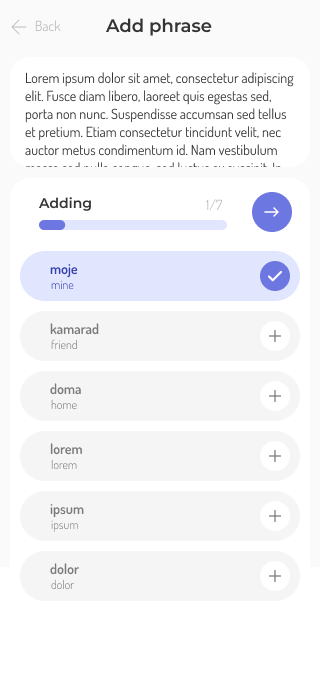 Back
Add phrase
Lorem ipsum dolor sit amet, consectetur adipiscing
elit. Fusce diam libero, laoreet quis egestas sed,
porta non nunc. Suspendisse accumsan sed tellus
et pretium. Etiam consectetur tincidunt velit, nec
auctor metus condimentum id. Nam vestibulum
Adding
1/7
moje
mine
kamarad
friend
doma
home
lorem
lorem
ipsum
ipsum
dolor
dolor